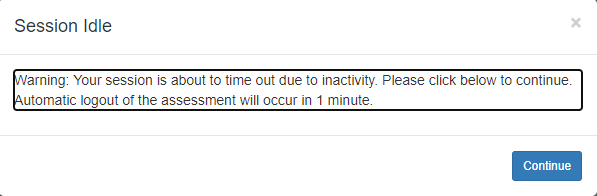 Session Idle ×
Warning: Your session is about to time out due to inactivity. Please click below to continue.
Automatic logout of the assessment will occur in 1 minute.
Continue